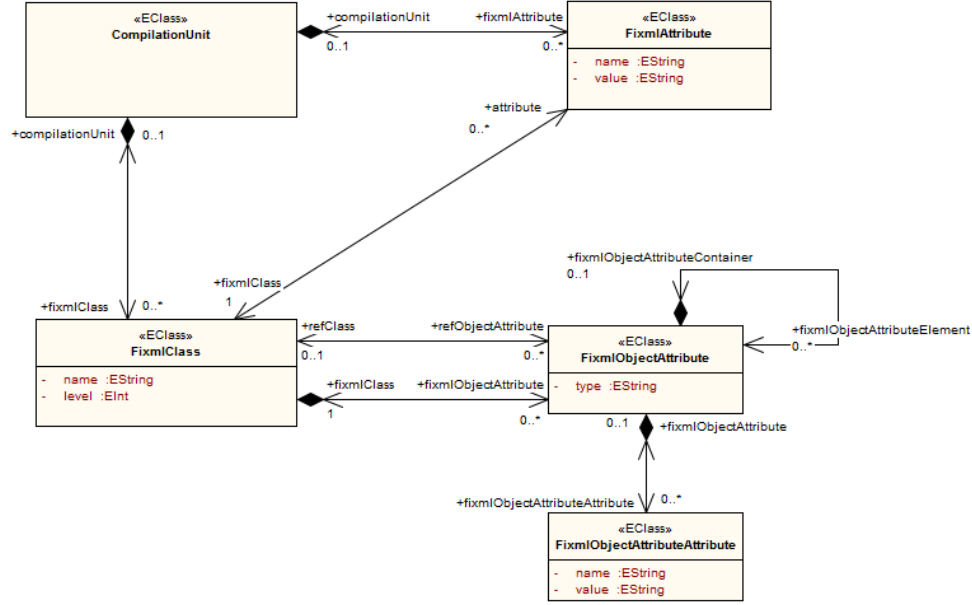 «EClass»
CompilationUnit
+compilationUnit
+fixmlAttribute
0..1
0..*
«EClass»
FixmlAttribute
- name :EString
- value :EString
+compilationUnit
0..1
+attribute
0..*
+fixmlClass
0..*
+fixmlClass
1
«EClass»
FixmlClass
- name :EString
- level :EInt
+refClass
+refObjectAttribute
0..1
0..*
+fixmlClass
+fixmlObjectAttribute
1
0..*
+fixmlObjectAttributeContainer
0..1
+fixmlObjectAttributeElement
0..*
«EClass»
FixmlObjectAttribute
- type :EString
0..1
+fixmlObjectAttribute
+fixmlObjectAttributeAttribute
0..*
«EClass»
FixmlObjectAttributeAttribute
- name :EString
- value :EString